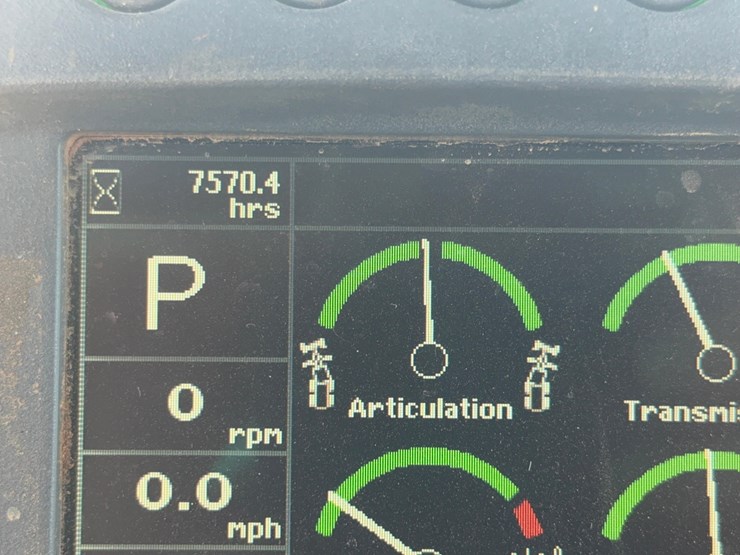 7570.4
hrs
P
0
rpm
0.0
mph
Articulation